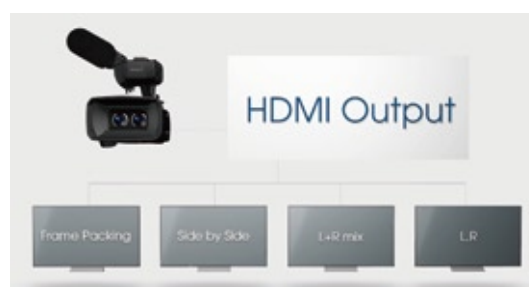 HDMI Output
Frame Packing
Side by Side
L+R mix
L.R